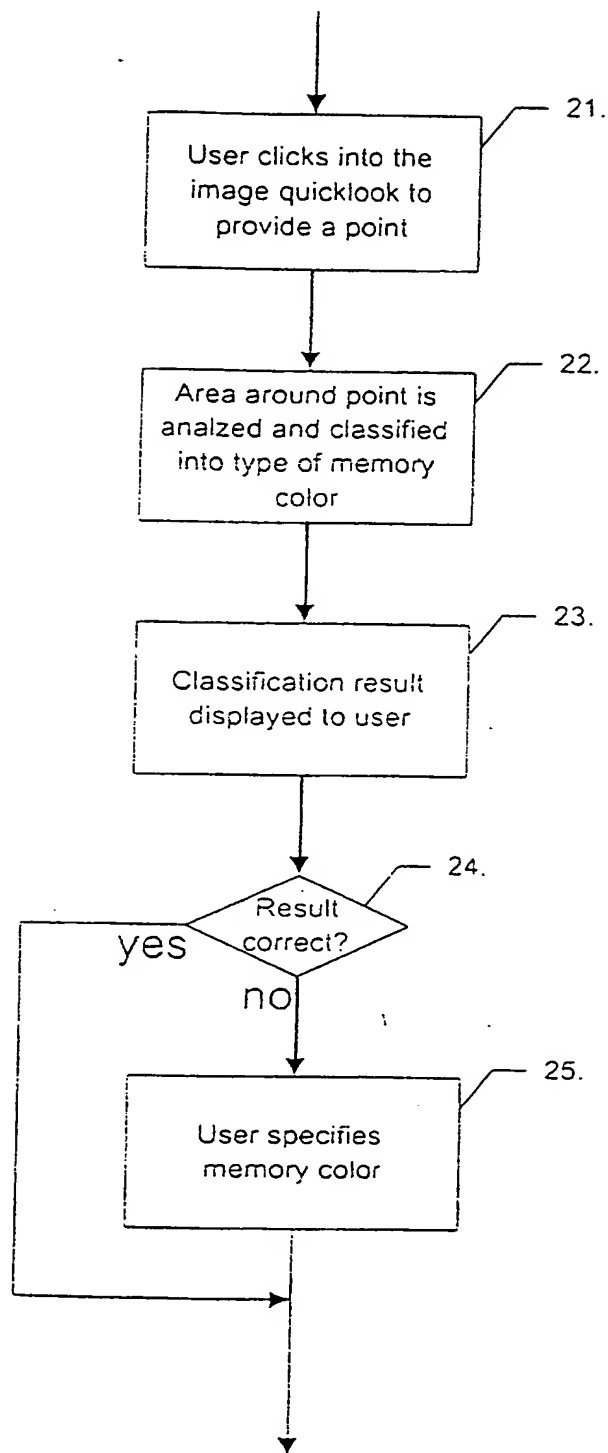 21.
User clicks into the
image quicklook to
provide a point
22.
Area around point is
analzed and classified
into type of memory
color
23.
Classification result
displayed to user
24.
Result
correct?
yes
no
25.
User specifies
memory color